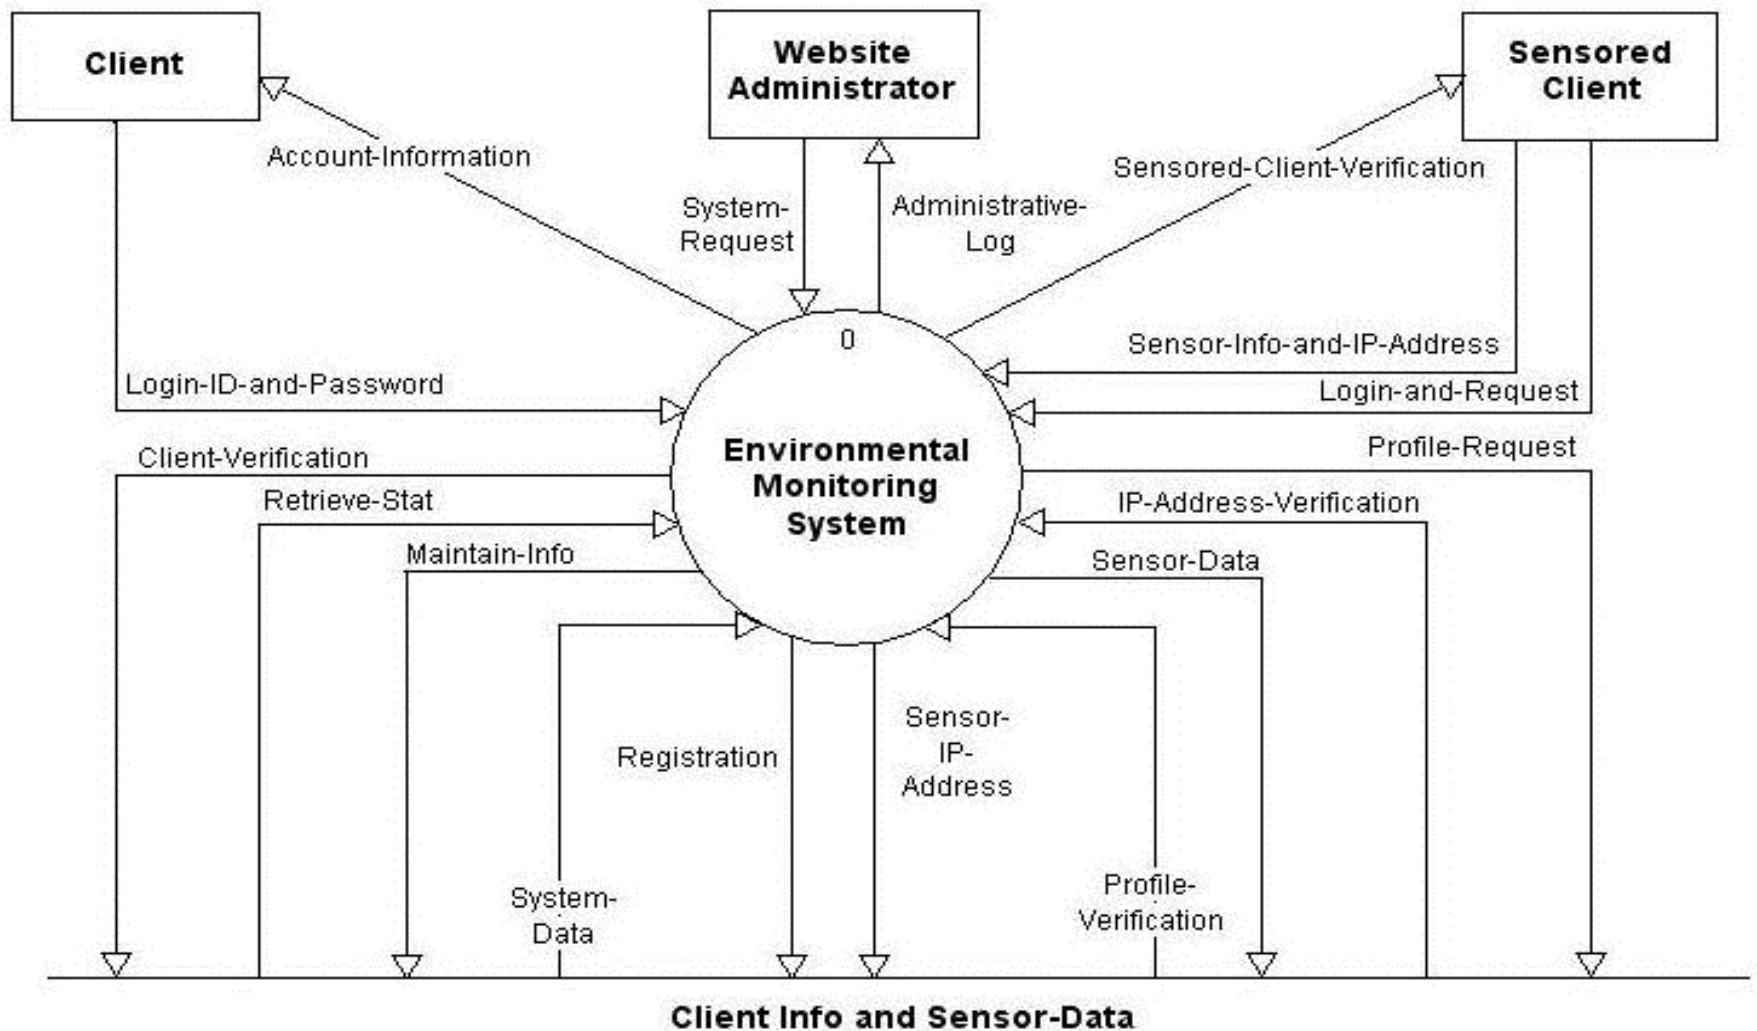 Client
Website
Administrator
Sensored
Client
Account-Information
Sensored-Client-Verification
System-
Request
Administrative-
Log
0
Sensor-Info-and-IP-Address
Login-ID-and-Password
Login-and-Request
Environmental
Monitoring
System
Client-Verification
Profile-Request
Retrieve-Stat
IP-Address-Verification
Maintain-Info
Sensor-Data
Registration
Sensor-
IP-
Address
System-
Data
Profile-
Verification
Client Info and Sensor-Data